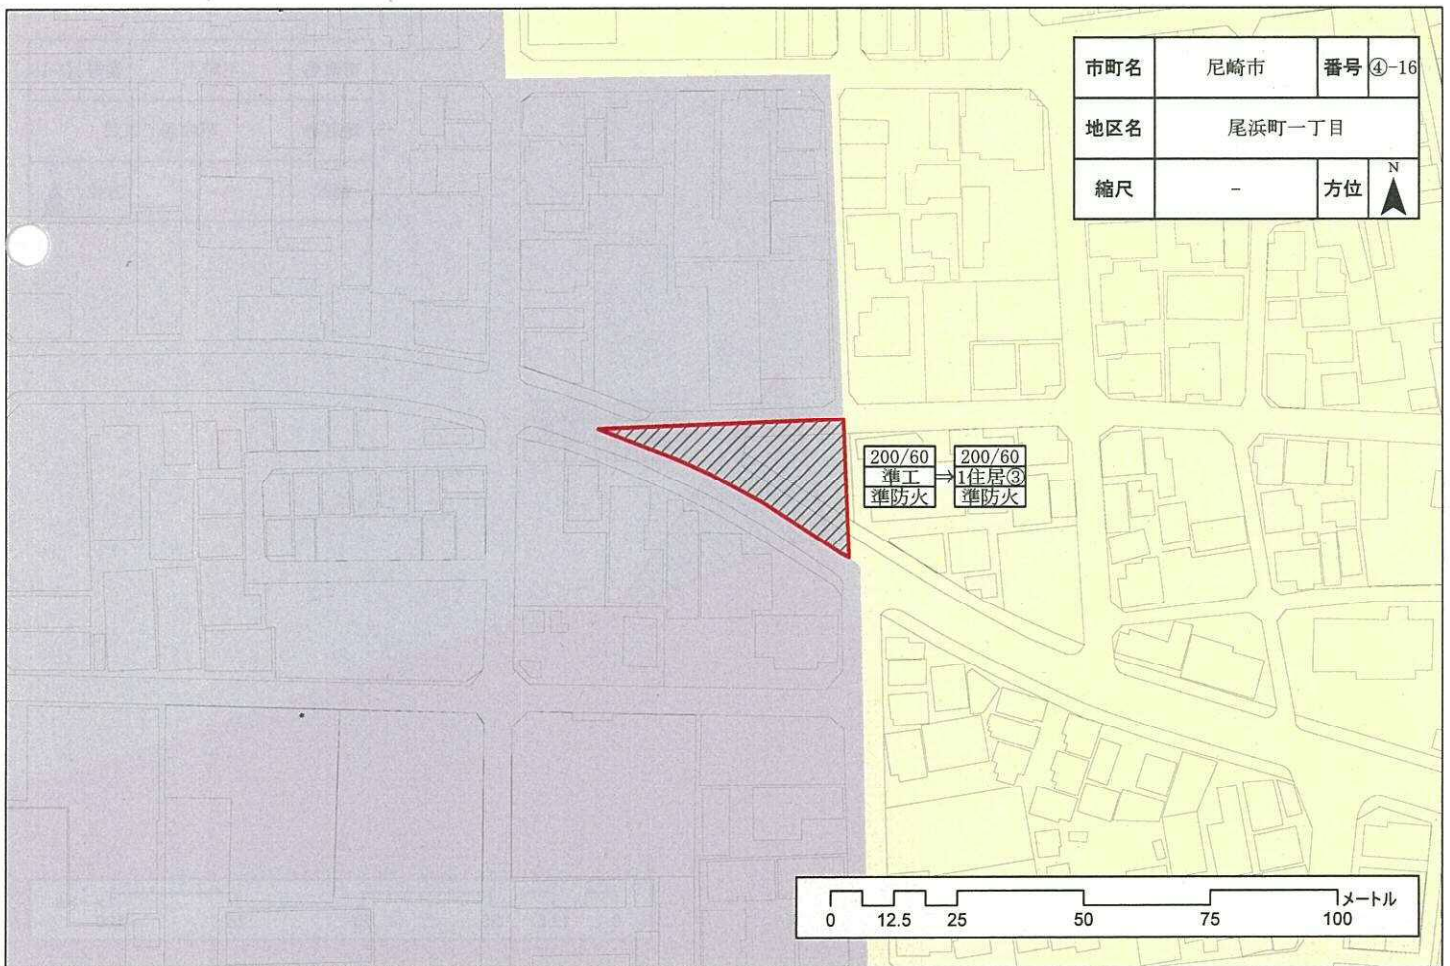 市町名 尼崎市 番号 ④-16
地区名 尾浜町一丁目
縮尺 - 方位 N
200/60 200/60
準工 ⇒ 1住居③
準防火 準防火
メートル
0 12.5 25 50 75 100